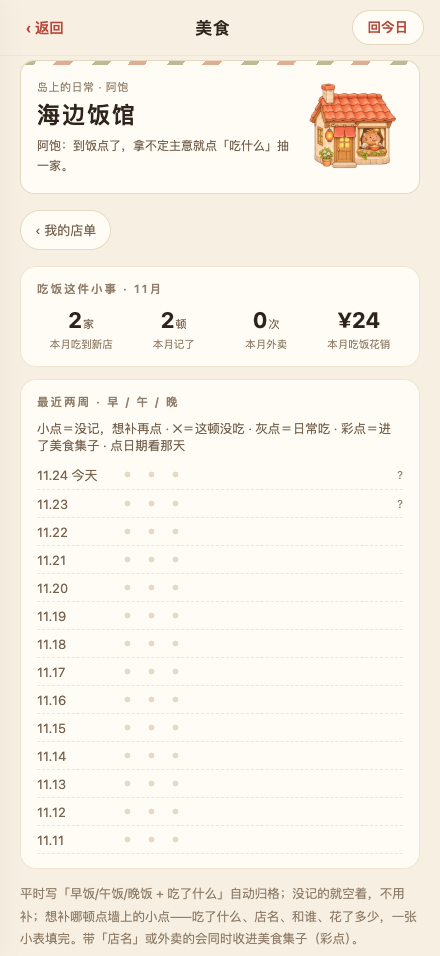 ‹ 返回
美食
回今日
岛上的日常 · 阿饱
海边饭馆
阿饱：到饭点了，拿不定主意就点「吃什么」抽
一家。
‹ 我的店单
吃饭这件小事 · 11月
2家 2顿 0次 ¥24
本月吃到新店 本月记了 本月外卖 本月吃饭花销
最近两周 · 早 / 午 / 晚
小点＝没记，想补再点 · ✕＝这顿没吃 · 灰点＝日常吃 · 彩点＝进
了美食集子 · 点日期看那天
11.24 今天 ?
11.23 ?
11.22
11.21
11.20
11.19
11.18
11.17
11.16
11.15
11.14
11.13
11.12
11.11
平时写「早饭/午饭/晚饭 + 吃了什么」自动归格；没记的就空着，不用
补；想补哪顿点墙上的小点——吃了什么、店名、和谁、花了多少，一张
小表填完。带「店名」或外卖的会同时收进美食集子（彩点）。